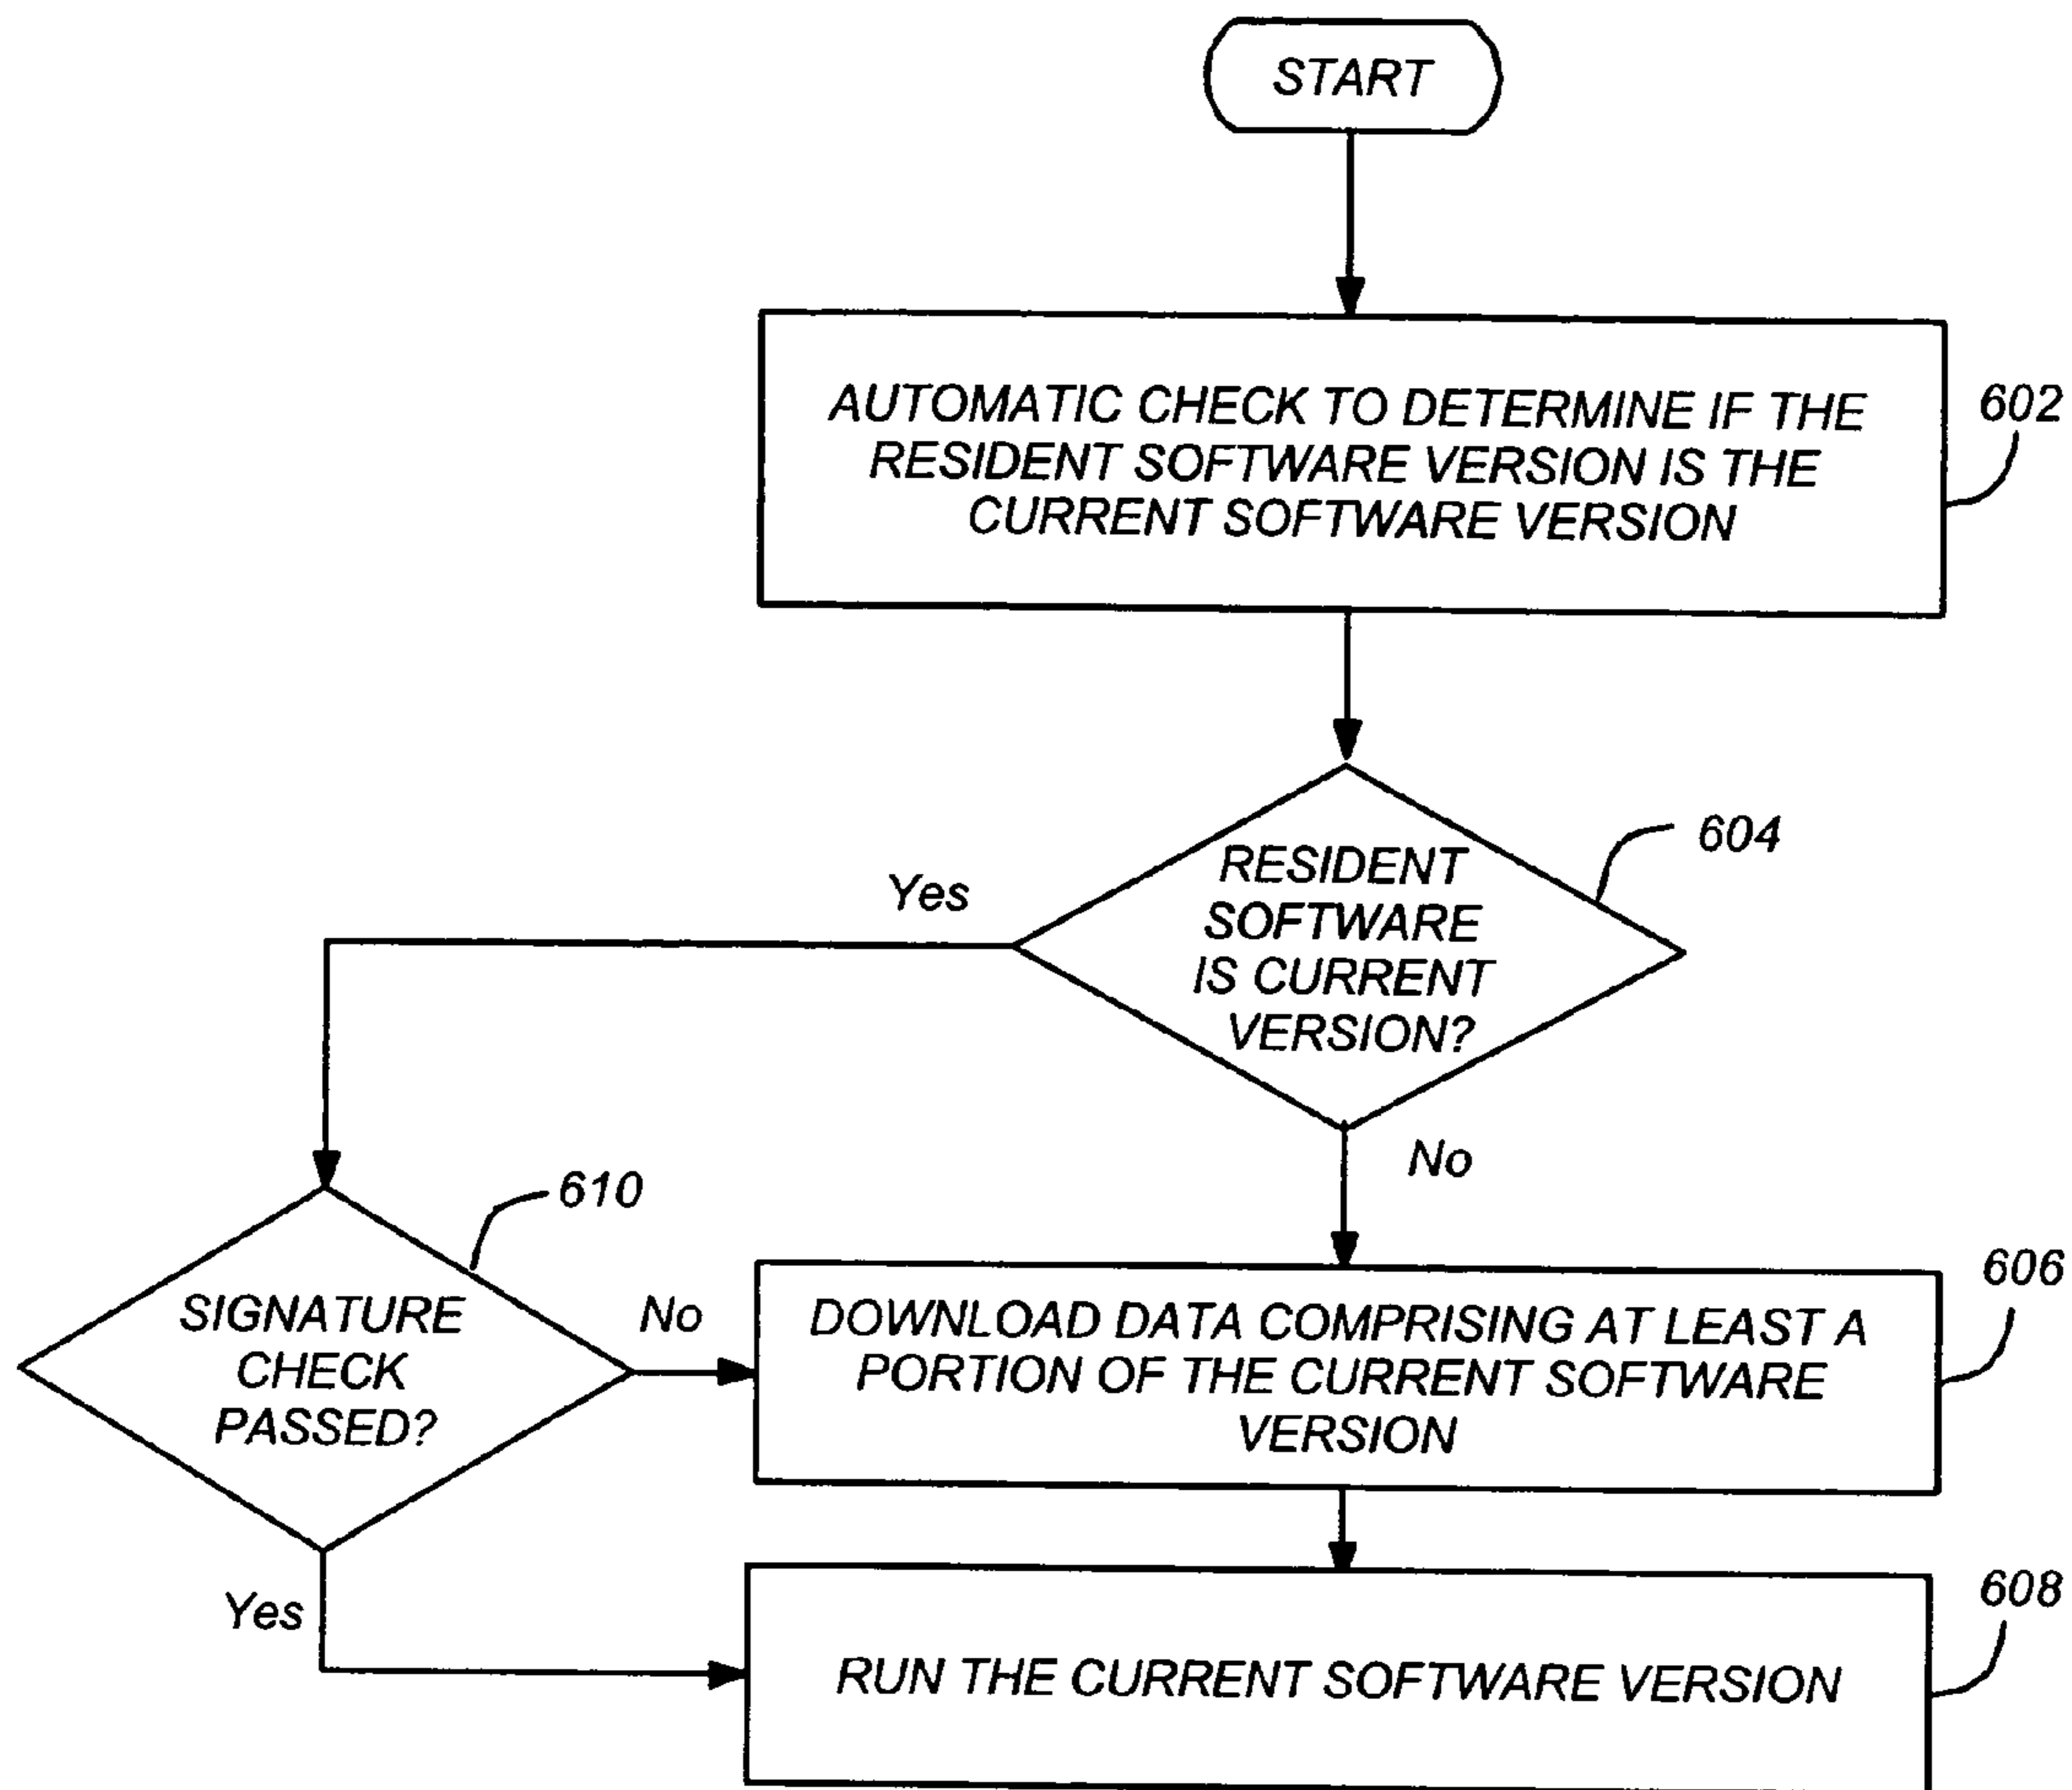 START
AUTOMATIC CHECK TO DETERMINE IF THE
RESIDENT SOFTWARE VERSION IS THE
CURRENT SOFTWARE VERSION
602
RESIDENT
SOFTWARE
IS CURRENT
VERSION?
604
Yes
No
SIGNATURE
CHECK
PASSED?
610
No
Yes
DOWNLOAD DATA COMPRISING AT LEAST A
PORTION OF THE CURRENT SOFTWARE
VERSION
606
RUN THE CURRENT SOFTWARE VERSION
608